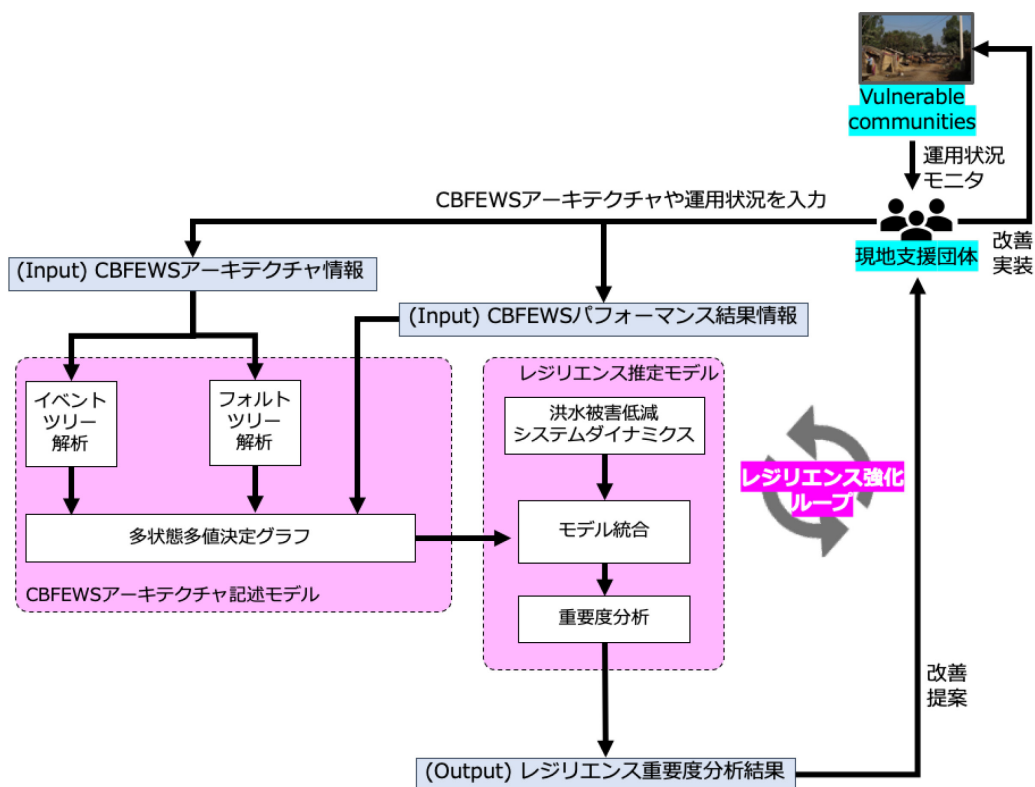 Vulnerable
communities
運用状況
モニタ
CBFEWSアーキテクチャや運用状況を入力
現地支援団体
改善
実装
(Input) CBFEWSアーキテクチャ情報
(Input) CBFEWSパフォーマンス結果情報
レジリエンス推定モデル
イベント
ツリー
解析
フォルト
ツリー
解析
洪水被害低減
システムダイナミクス
レジリエンス強化
ループ
多状態多値決定グラフ
モデル統合
CBFEWSアーキテクチャ記述モデル
重要度分析
改善
提案
(Output) レジリエンス重要度分析結果